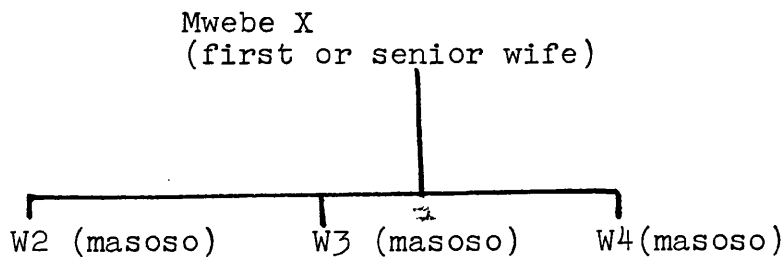 Mwebe X
(first or senior wife)
W2 (masoso) W3 (masoso) W4(masoso)